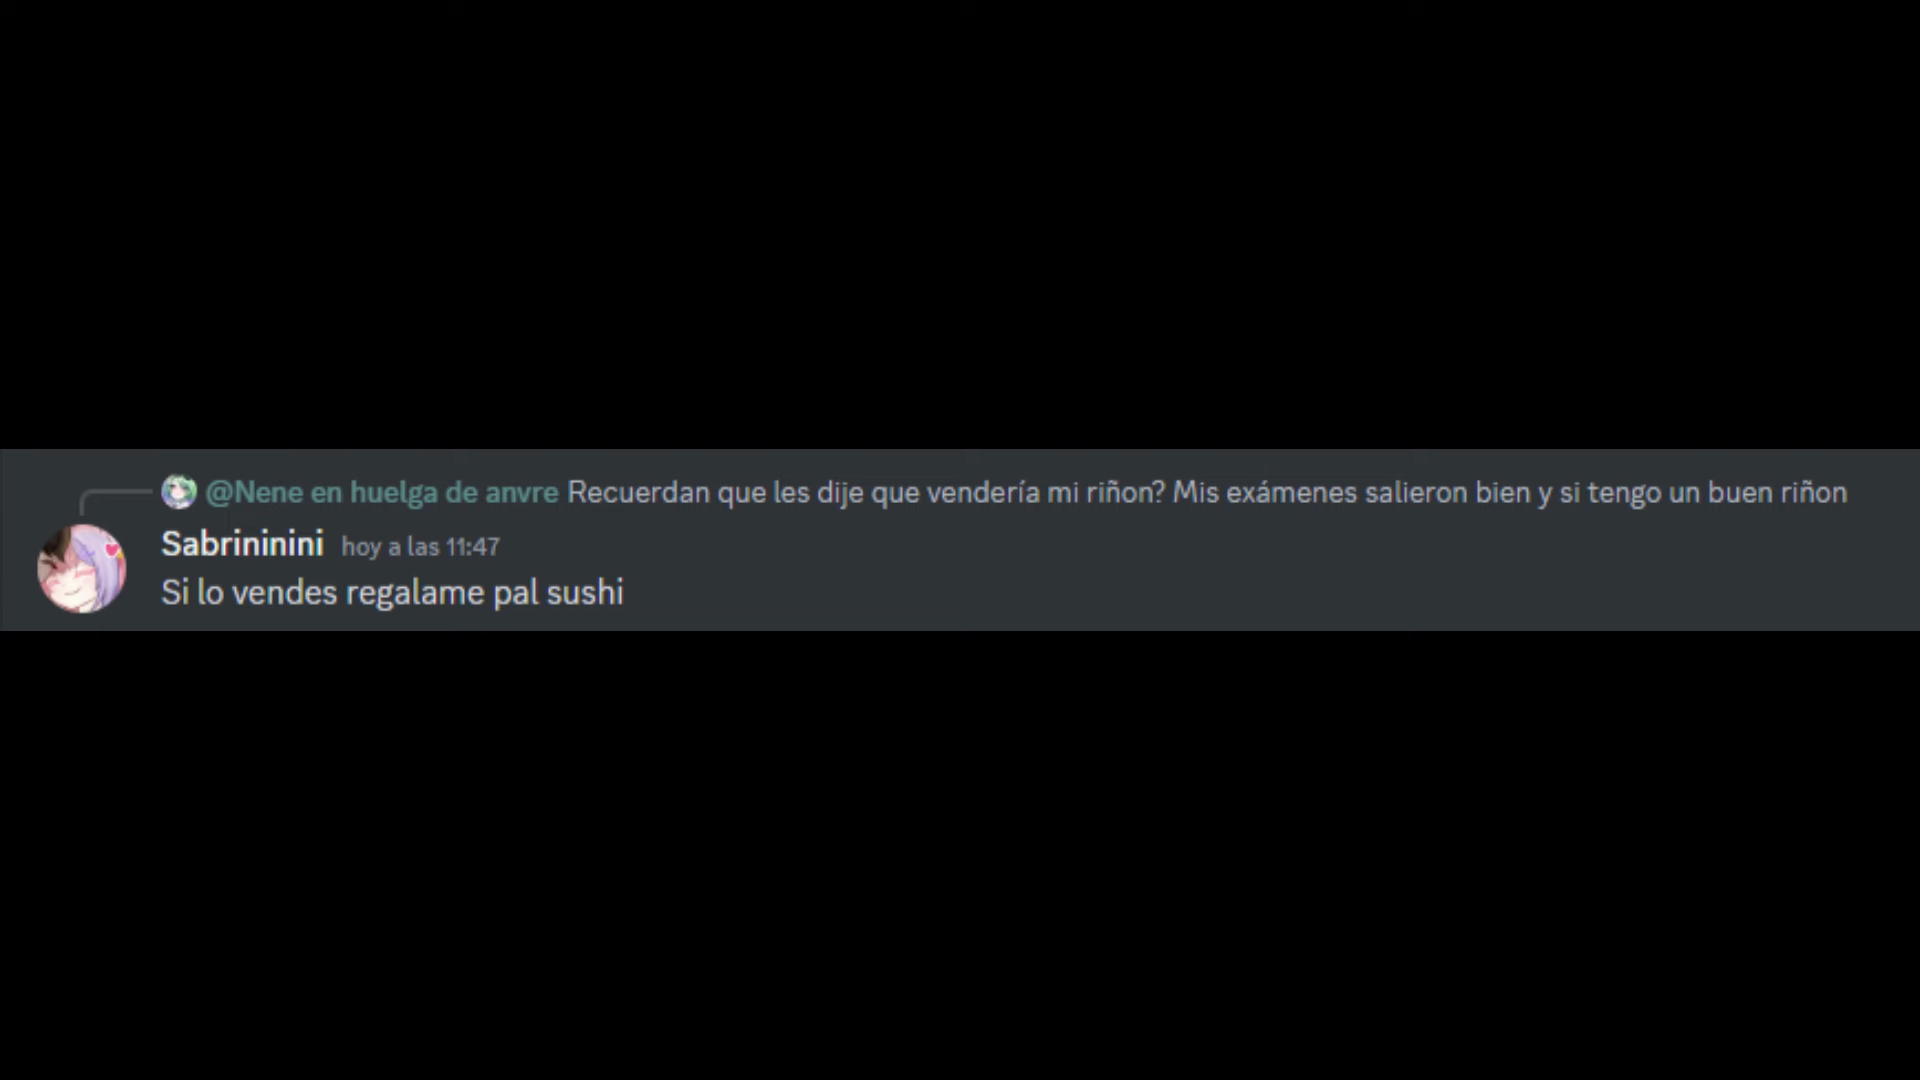 @Nene en huelga de anvre Recuerdan que les dije que vendería mi riñon? Mis exámenes salieron bien y si tengo un buen riñon
Sabrininini hoy a las 11:47
Si lo vendes regalame pal sushi